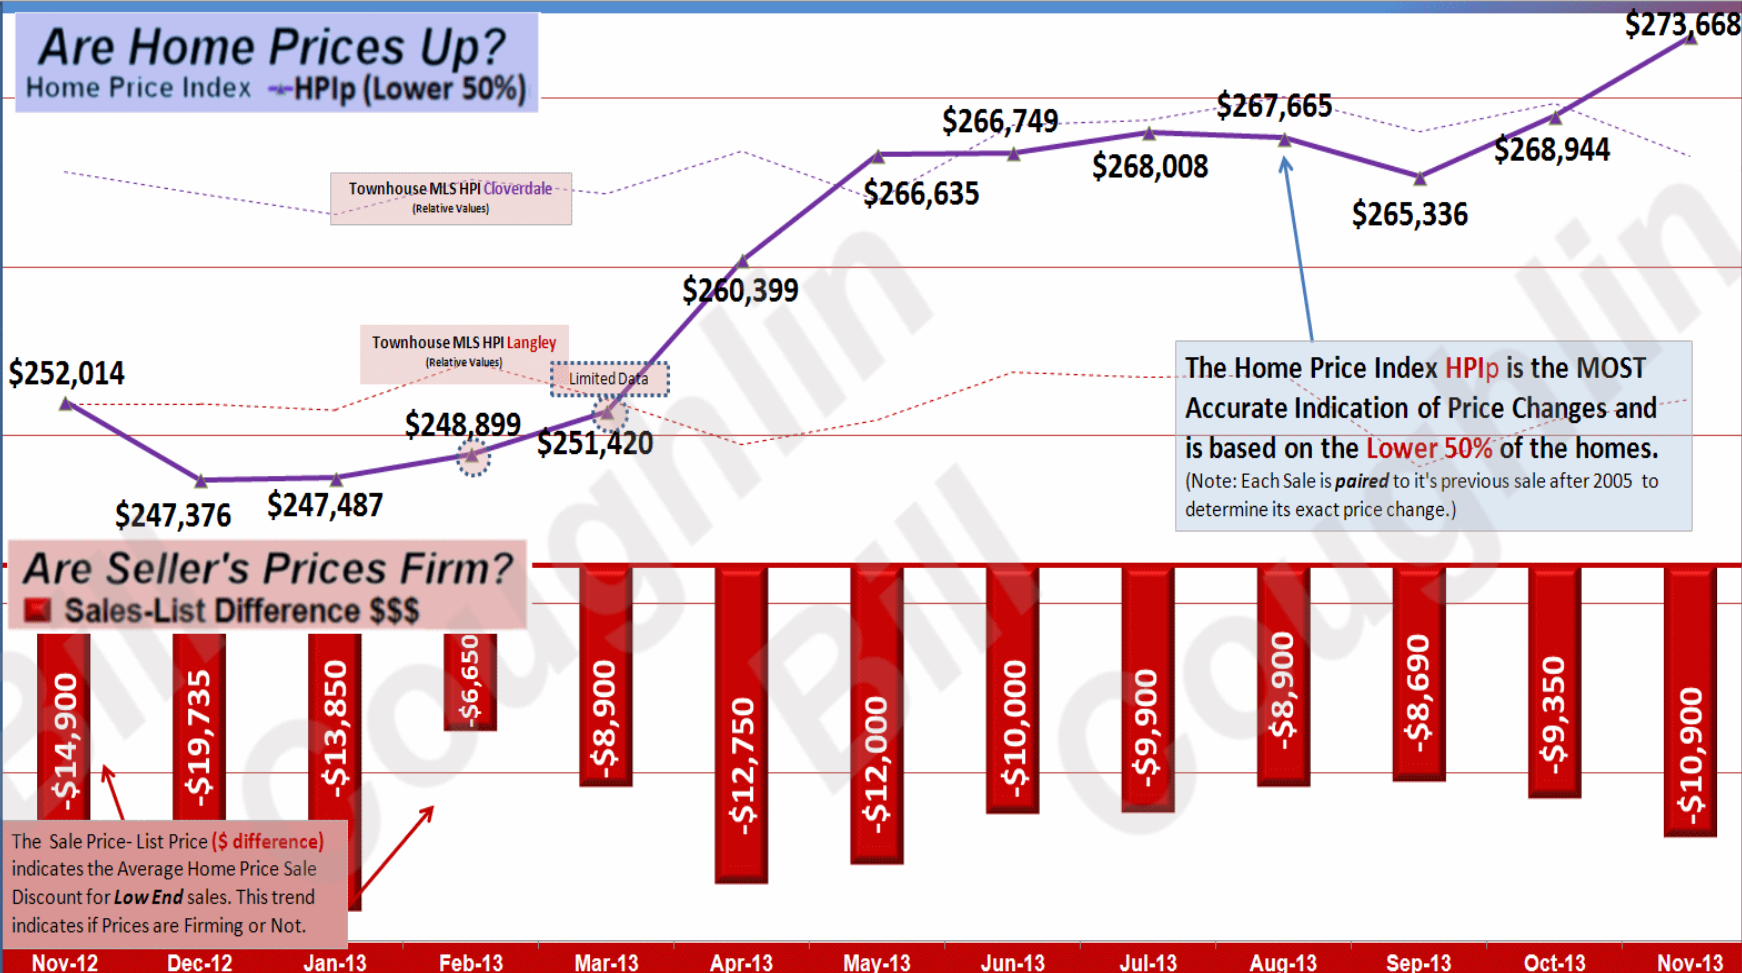 Are Home Prices Up?
Home Price Index HPIp (Lower 50%)
$273,668
$266,749
$267,665
$268,008
$268,944
$266,635
$265,336
Townhouse MLS HPI Cloverdale
(Relative Values)
$260,399
Townhouse MLS HPI Langley
(Relative Values)
Limited Data
$252,014
$248,899
$251,420
$247,376
$247,487
The Home Price Index HPIp is the MOST
Accurate Indication of Price Changes and
is based on the Lower 50% of the homes.
(Note: Each Sale is paired to it's previous sale after 2005 to
determine its exact price change.)
Are Seller's Prices Firm?
Sales-List Difference $$$
-$14,900
-$19,735
-$13,850
-$6,650
-$8,900
-$12,750
-$12,000
-$10,000
-$9,900
-$8,900
-$8,690
-$9,350
-$10,900
The Sale Price- List Price ($ difference)
indicates the Average Home Price Sale
Discount for Low End sales. This trend
indicates if Prices are Firming or Not.
Nov-12 Dec-12 Jan-13 Feb-13 Mar-13 Apr-13 May-13 Jun-13 Jul-13 Aug-13 Sep-13 Oct-13 Nov-13
Bill Coughlin
Bill Coughlin